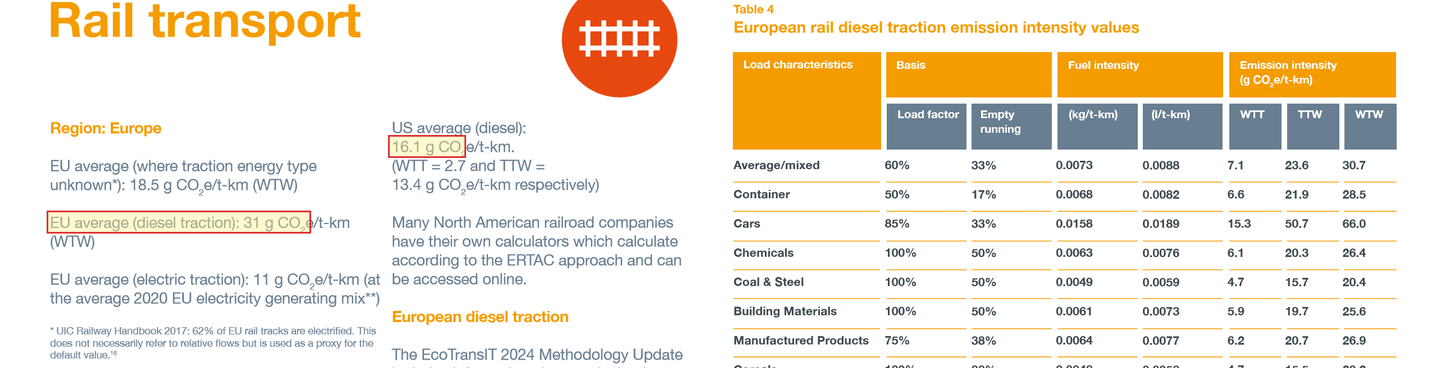 Rail transport
Region: Europe
EU average (where traction energy type
unknown*): 18.5 g CO2e/t-km (WTW)
EU average (diesel traction): 31 g CO2e/t-km
(WTW)
EU average (electric traction): 11 g CO2e/t-km (at
the average 2020 EU electricity generating mix**)
* UIC Railway Handbook 2017: 62% of EU rail tracks are electrified. This
does not necessarily refer to relative flows but is used as a proxy for the
default value.16
US average (diesel):
16.1 g CO2e/t-km.
(WTT = 2.7 and TTW =
13.4 g CO2e/t-km respectively)
Many North American railroad companies
have their own calculators which calculate
according to the ERTAC approach and can
be accessed online.
European diesel traction
The EcoTransIT 2024 Methodology Update
Table 4
European rail diesel traction emission intensity values
Load characteristics Basis Fuel intensity Emission intensity
(g CO2e/t-km)
Load factor Empty running (kg/t-km) (l/t-km) WTT TTW WTW
Average/mixed 60% 33% 0.0073 0.0088 7.1 23.6 30.7
Container 50% 17% 0.0068 0.0082 6.6 21.9 28.5
Cars 85% 33% 0.0158 0.0189 15.3 50.7 66.0
Chemicals 100% 50% 0.0063 0.0076 6.1 20.3 26.4
Coal & Steel 100% 50% 0.0049 0.0059 4.7 15.7 20.4
Building Materials 100% 50% 0.0061 0.0073 5.9 19.7 25.6
Manufactured Products 75% 38% 0.0064 0.0077 6.2 20.7 26.9